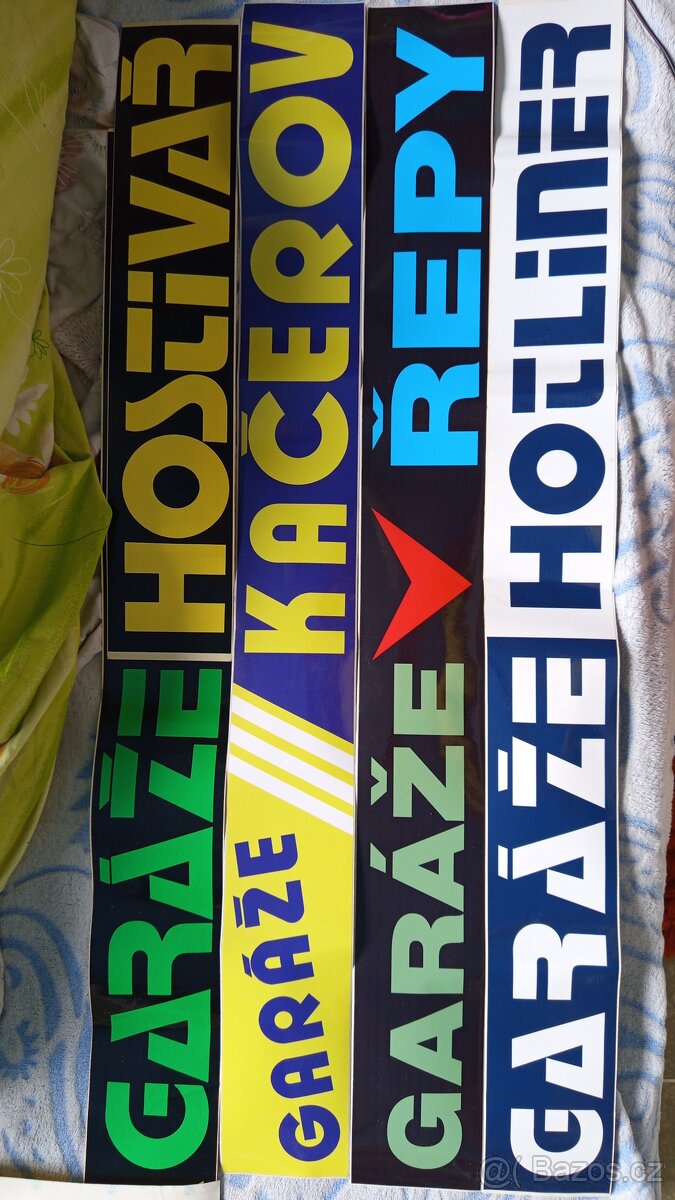 GARÁŽE HOSTIVAŘ
GARÁŽE KAČEROV
GARÁŽE ŘEPY
GARÁŽE HOTLiNER
@( Bazos.cz